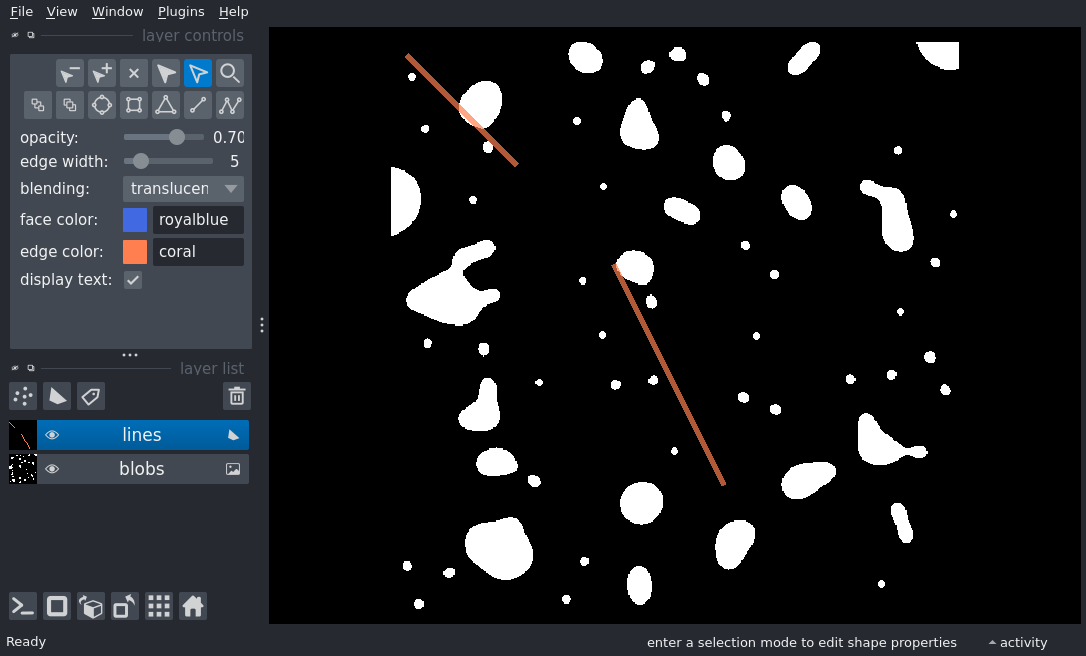 File View Window Plugins Help
layer controls
opacity: 0.70
edge width: 5
blending: translucen
face color: royalblue
edge color: coral
display text:
layer list
lines
blobs
Ready
enter a selection mode to edit shape properties
activity